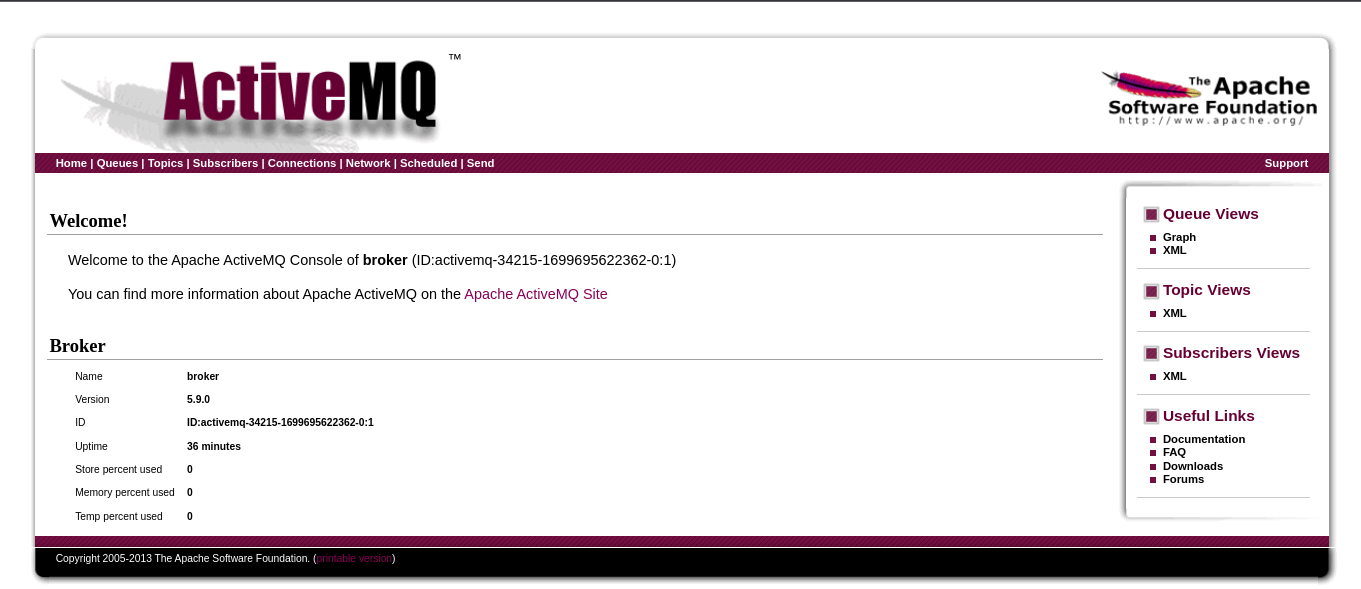 ActiveMQ ™
The Apache
Software Foundation
http://www.apache.org/
Home | Queues | Topics | Subscribers | Connections | Network | Scheduled | Send
Support
Welcome!
Welcome to the Apache ActiveMQ Console of broker (ID:activemq-34215-1699695622362-0:1)
You can find more information about Apache ActiveMQ on the Apache ActiveMQ Site
Broker
Name broker
Version 5.9.0
ID ID:activemq-34215-1699695622362-0:1
Uptime 36 minutes
Store percent used 0
Memory percent used 0
Temp percent used 0
Queue Views
Graph
XML
Topic Views
XML
Subscribers Views
XML
Useful Links
Documentation
FAQ
Downloads
Forums
Copyright 2005-2013 The Apache Software Foundation. (printable version)